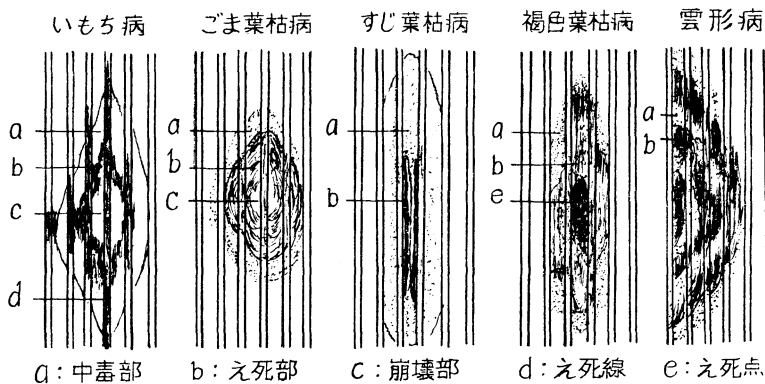 いもち病 ごま葉枯病 すじ葉枯病 褐色葉枯病 雲形病
a a a a a
b b b b b
c c e
d
a:中毒部 b:え死部 c:崩壊部 d:え死線 e:え死点